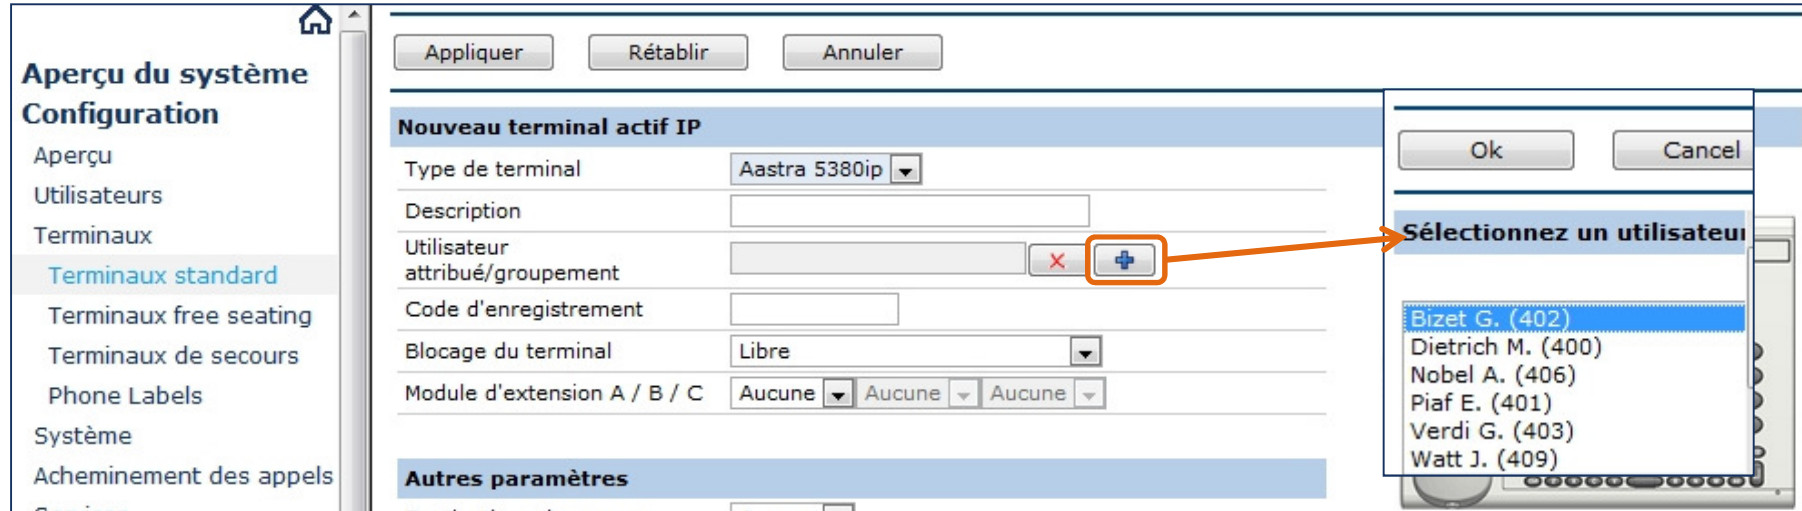 Aperçu du système
Configuration
Aperçu
Utilisateurs
Terminaux
Terminaux standard
Terminaux free seating
Terminaux de secours
Phone Labels
Système
Acheminement des appels
Appliquer
Rétablir
Annuler
Nouveau terminal actif IP
Type de terminal
Aastra 5380ip
Description
Utilisateur
attribué/groupement
Code d'enregistrement
Blocage du terminal
Libre
Module d'extension A / B / C
Aucune Aucune Aucune
Autres paramètres
Ok
Cancel
Sélectionnez un utilisateur
Bizet G. (402)
Dietrich M. (400)
Nobel A. (406)
Piaf E. (401)
Verdi G. (403)
Watt J. (409)